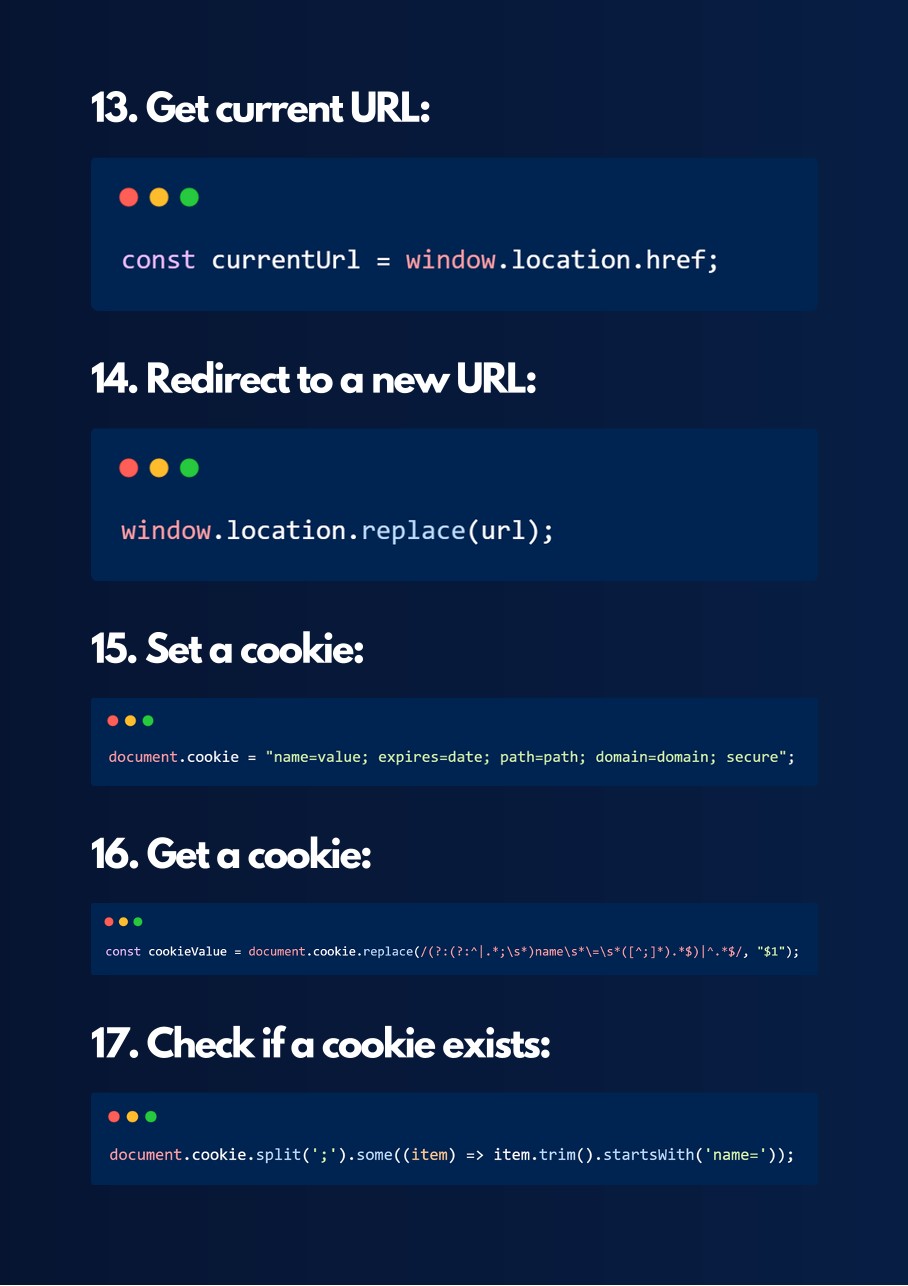 13. Get current URL:
const currentUrl = window.location.href;
14. Redirect to a new URL:
window.location.replace(url);
15. Set a cookie:
document.cookie = "name=value; expires=date; path=path; domain=domain; secure";
16. Get a cookie:
const cookieValue = document.cookie.replace(/(?:(?:^|.*;\s*)name\s*\=\s*([^;]*).*$)|^.*$/, "$1");
17. Check if a cookie exists:
document.cookie.split(';').some((item) => item.trim().startsWith('name='));